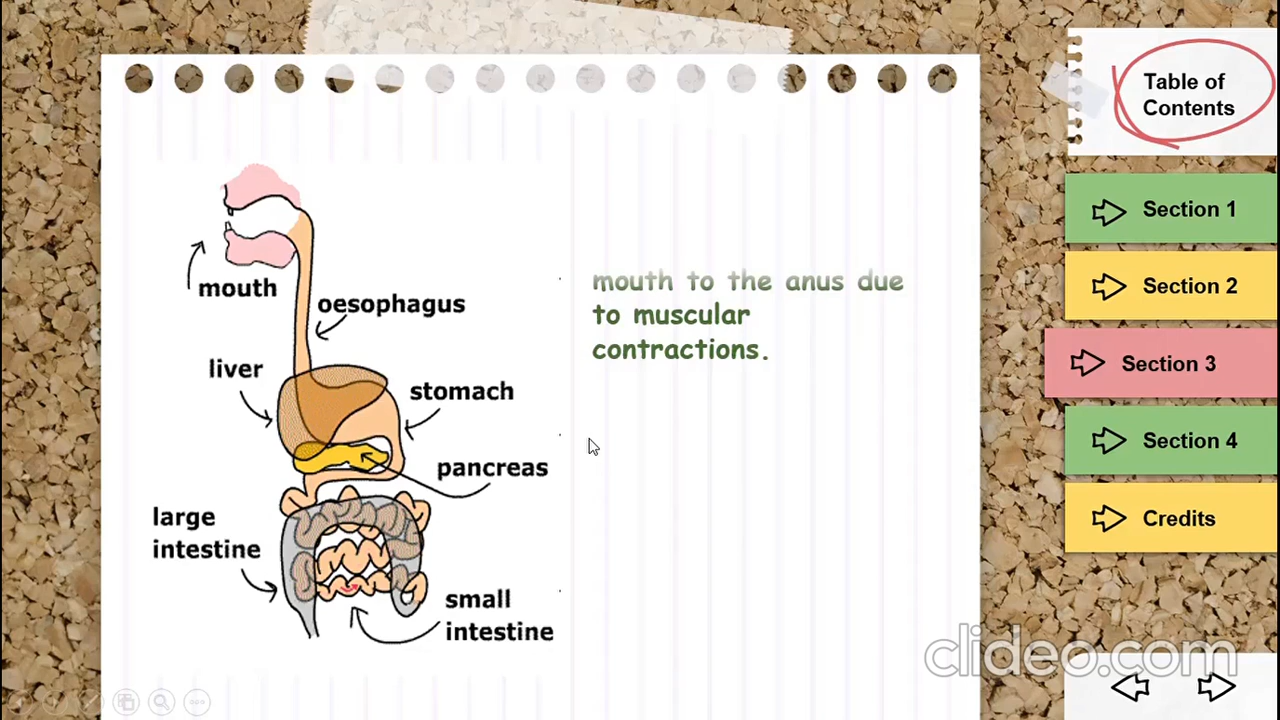 Table of
Contents
Section 1
Section 2
Section 3
Section 4
Credits
mouth
oesophagus
liver
stomach
pancreas
large
intestine
small
intestine
mouth to the anus due
to muscular
contractions.
clideo.com